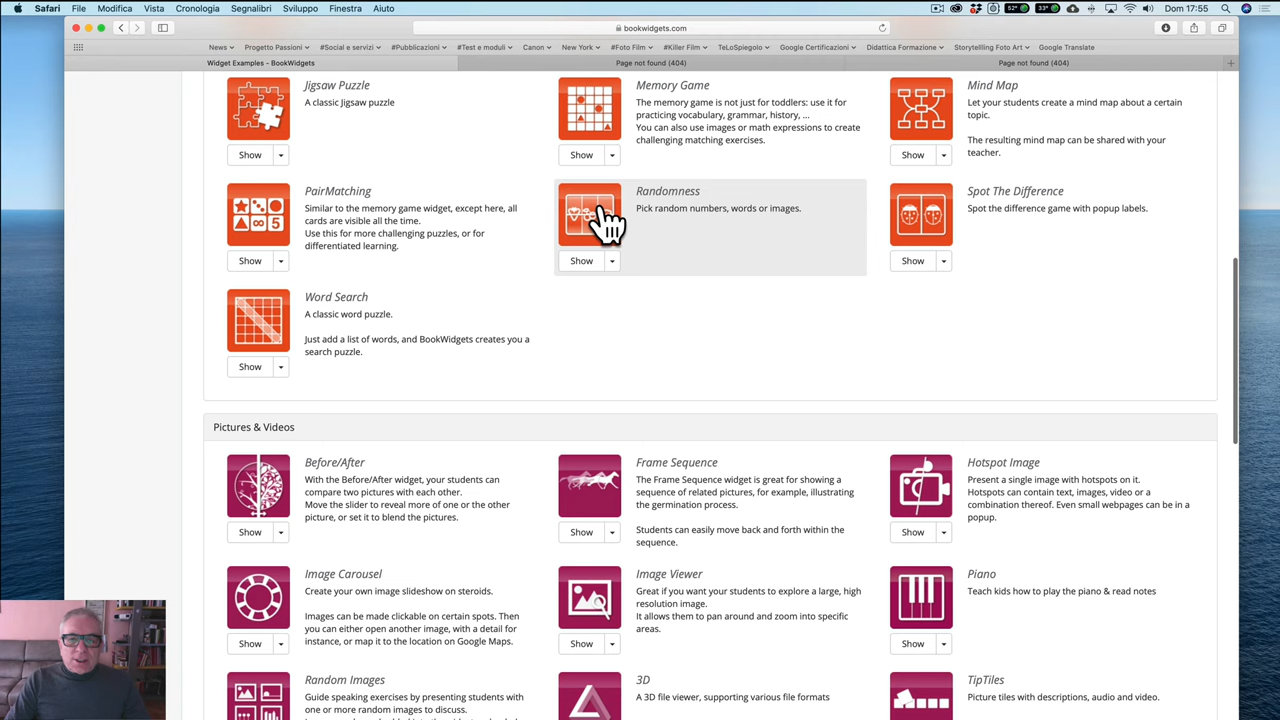 Safari File Modifica Vista Cronologia Segnalibri Sviluppo Finestra Aiuto
52° 33° Dom 17:55
bookwidgets.com
News Progetto Passioni #Social e servizi #Pubblicazioni #Test e moduli Canon New York #Foto Film #Killer Film TeLoSpiegolo Google Certificazioni Didattica Formazione Storytellling Foto Art Google Translate
Widget Examples – BookWidgets
Page not found (404)
Page not found (404)
Jigsaw Puzzle
A classic Jigsaw puzzle
Show
Memory Game
The memory game is not just for toddlers: use it for
practicing vocabulary, grammar, history, ...
You can also use images or math expressions to create
challenging matching exercises.
Show
Mind Map
Let your students create a mind map about a certain
topic.
The resulting mind map can be shared with your
teacher.
Show
PairMatching
Similar to the memory game widget, except here, all
cards are visible all the time.
Use this for more challenging puzzles, or for
differentiated learning.
Show
Randomness
Pick random numbers, words or images.
Show
Spot The Difference
Spot the difference game with popup labels.
Show
Word Search
A classic word puzzle.
Just add a list of words, and BookWidgets creates you a
search puzzle.
Show
Pictures & Videos
Before/After
With the Before/After widget, your students can
compare two pictures with each other.
Move the slider to reveal more of one or the other
picture, or set it to blend the pictures.
Show
Frame Sequence
The Frame Sequence widget is great for showing a
sequence of related pictures, for example, illustrating
the germination process.
Students can easily move back and forth within the
sequence.
Show
Hotspot Image
Present a single image with hotspots on it.
Hotspots can contain text, images, video or a
combination thereof. Even small webpages can be in a
popup.
Show
Image Carousel
Create your own image slideshow on steroids.
Images can be made clickable on certain spots. Then
you can either open another image, with a detail for
instance, or map it to the location on Google Maps.
Show
Image Viewer
Great if you want your students to explore a large, high
resolution image.
It allows them to pan around and zoom into specific
areas.
Show
Piano
Teach kids how to play the piano & read notes
Show
Random Images
Guide speaking exercises by presenting students with
one or more random images to discuss.
3D
A 3D file viewer, supporting various file formats
TipTiles
Picture tiles with descriptions, audio and video.